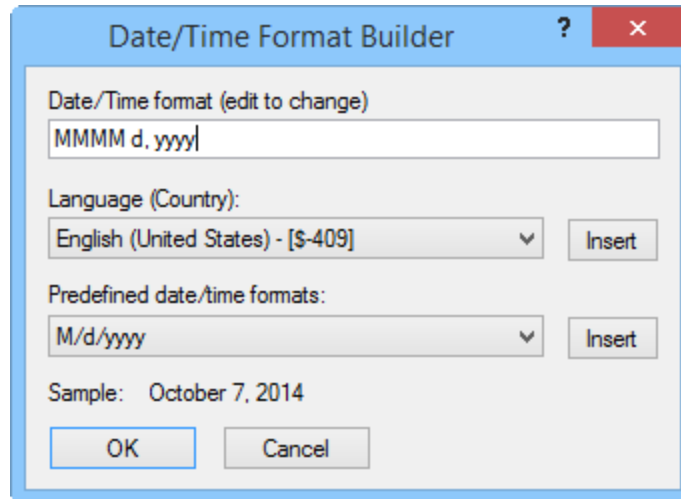 Date/Time Format Builder ? ×
Date/Time format (edit to change)
MMMM d, yyyy
Language (Country):
English (United States) - [$-409] Insert
Predefined date/time formats:
M/d/yyyy Insert
Sample: October 7, 2014
OK Cancel